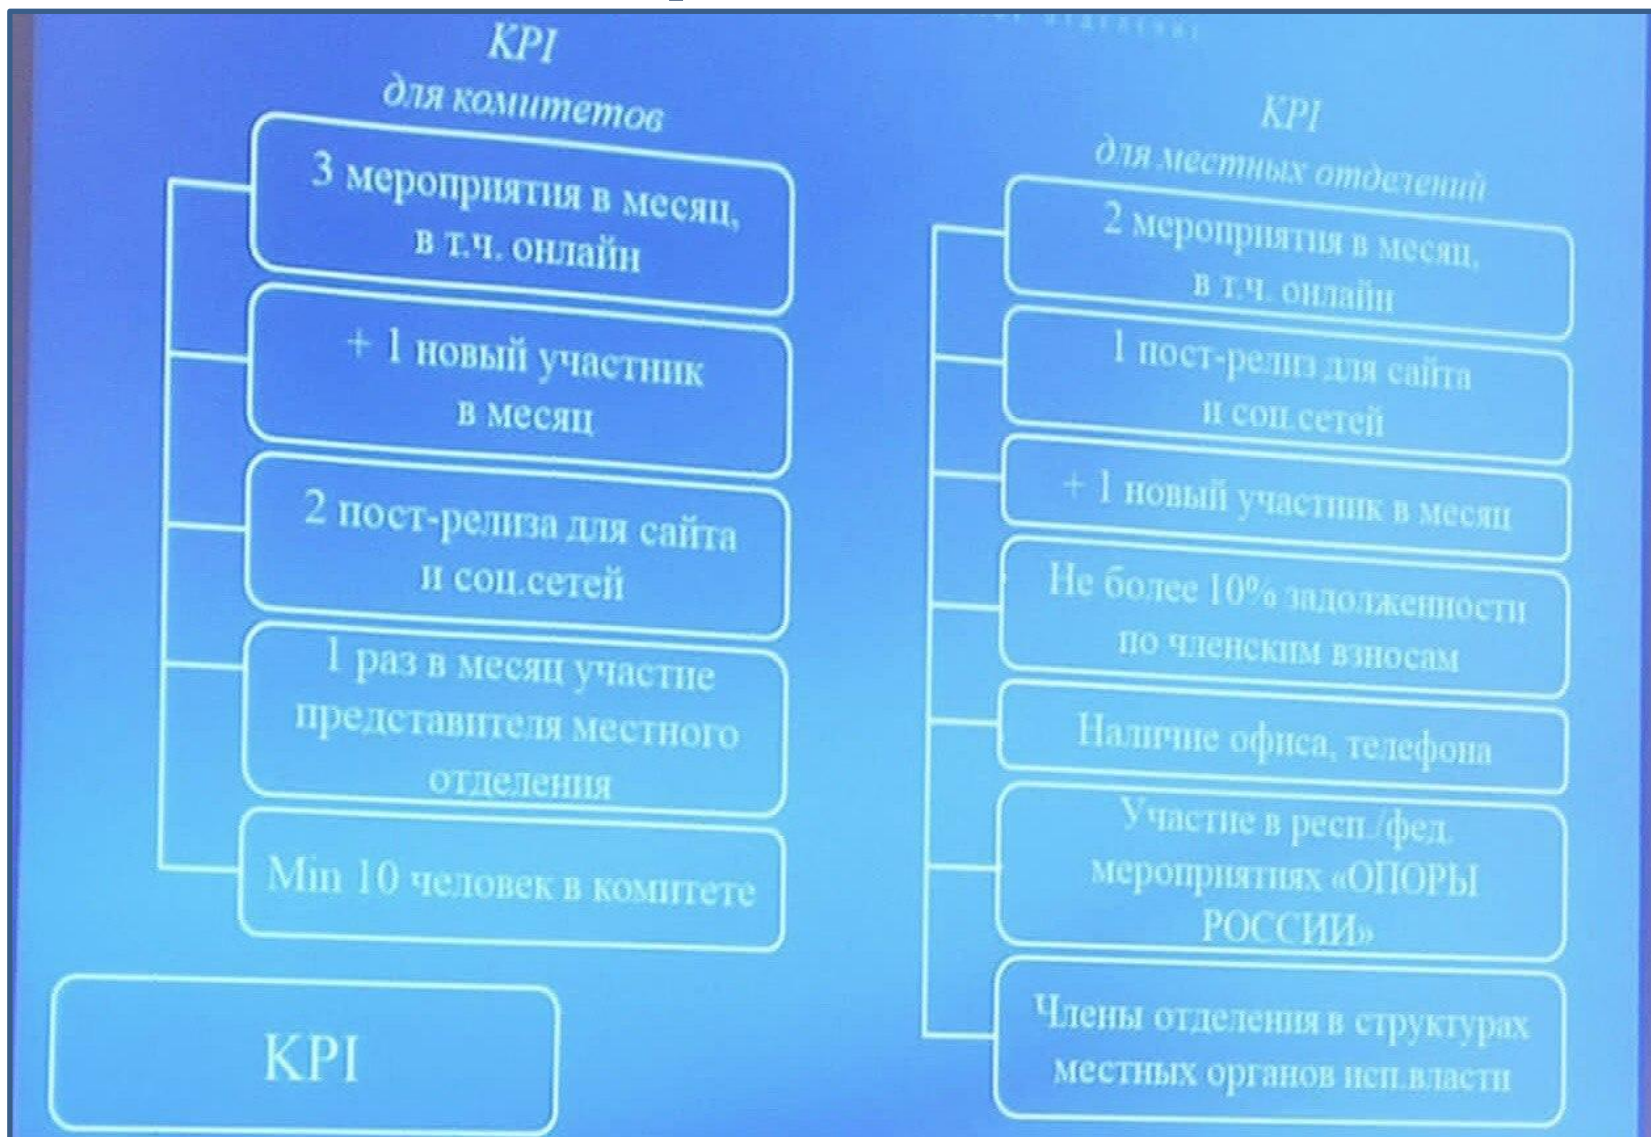 ОТДЕЛЕНИЕ
KPI
для комитетов
3 мероприятия в месяц,
в т.ч. онлайн
+ 1 новый участник
в месяц
2 пост-релиза для сайта
и соц.сетей
1 раз в месяц участие
представителя местного
отделения
Min 10 человек в комитете
KPI
KPI
для местных отделений
2 мероприятия в месяц,
в т.ч. онлайн
1 пост-релиз для сайта
и соц.сетей
+ 1 новый участник в месяц
Не более 10% задолженности
по членским взносам
Наличие офиса, телефона
Участие в респ./фед.
мероприятиях «ОПОРЫ
РОССИИ»
Члены отделения в структурах
местных органов исп.власти